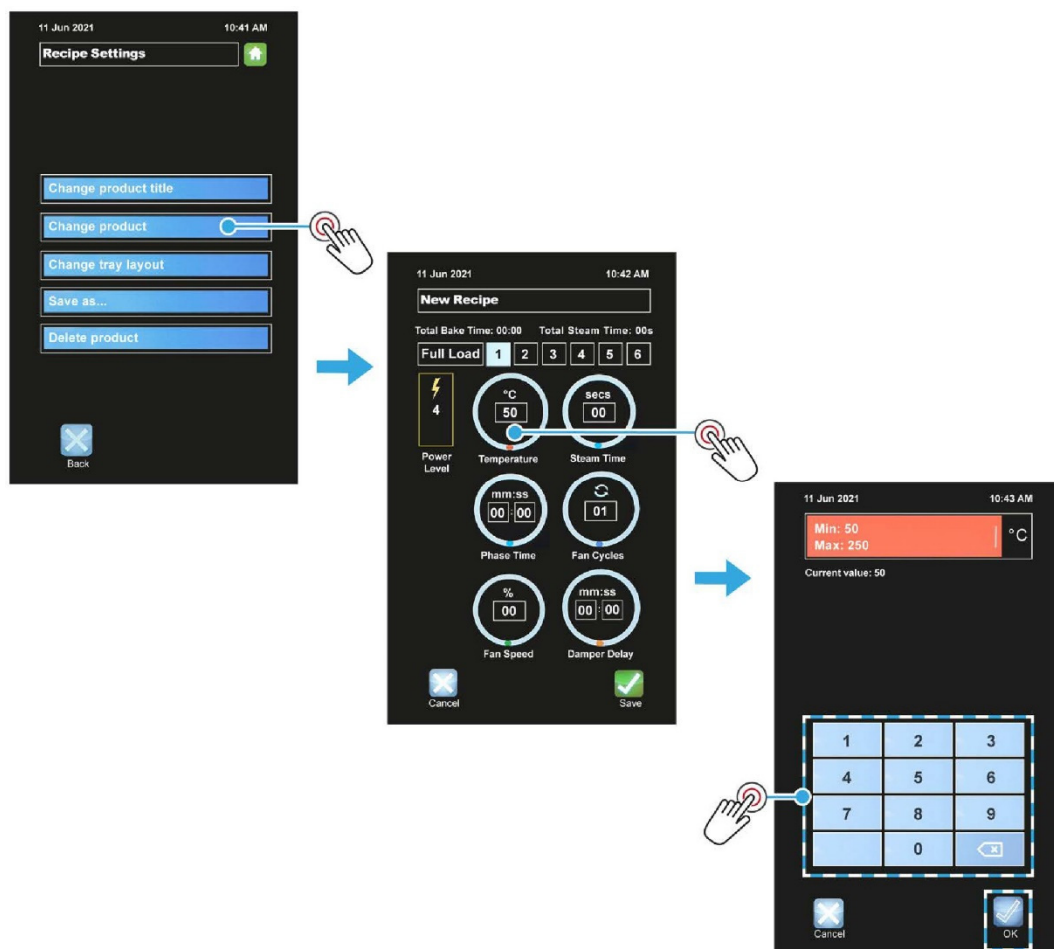 11 Jun 2021 10:41 AM
Recipe Settings
Change product title
Change product
Change tray layout
Save as...
Delete product
Back
11 Jun 2021 10:42 AM
New Recipe
Total Bake Time: 00:00 Total Steam Time: 00s
Full Load 1 2 3 4 5 6
4
Power
Level
°C
50
Temperature
secs
00
Steam Time
mm:ss
00:00
Phase Time
01
Fan Cycles
%
00
Fan Speed
mm:ss
00:00
Damper Delay
Cancel Save
11 Jun 2021 10:43 AM
Min: 50
Max: 250
°C
Current value: 50
1 2 3
4 5 6
7 8 9
0
Cancel OK